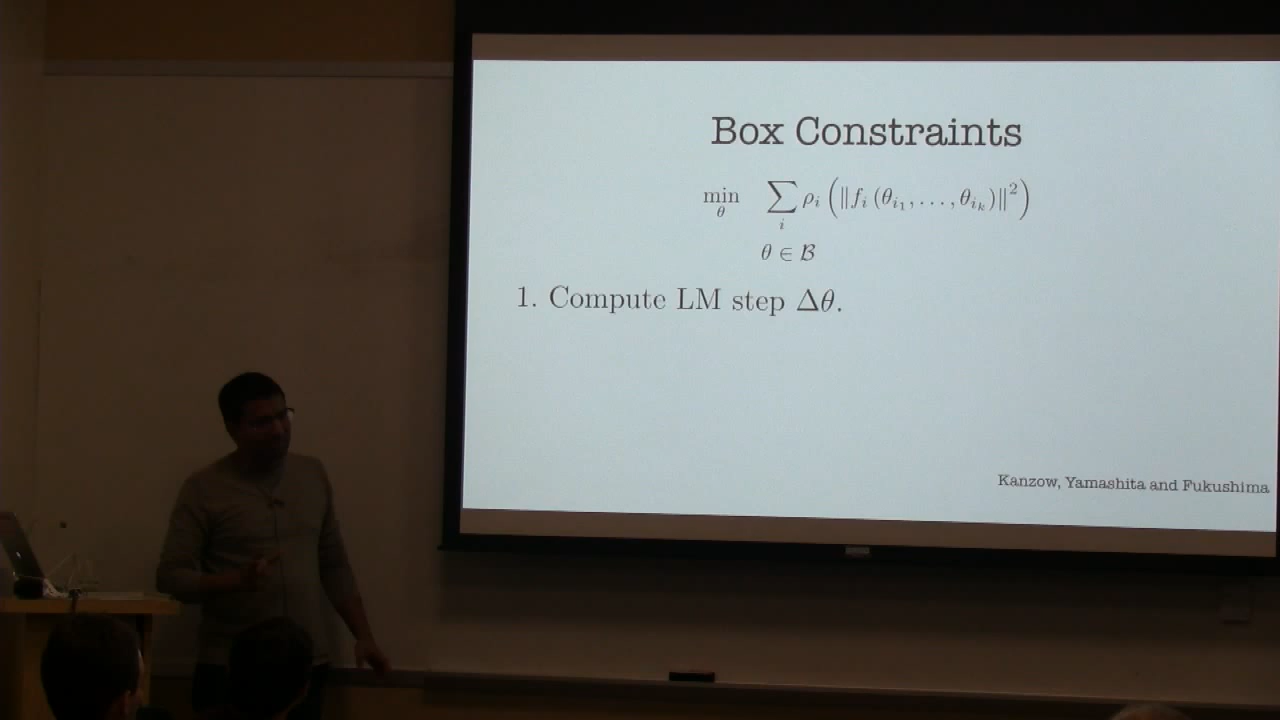 Box Constraints
min_θ ∑_i ρ_i (‖f_i (θ_{i_1}, …, θ_{i_k})‖²)
θ ∈ ℬ
1. Compute LM step Δθ.
Kanzow, Yamashita and Fukushima